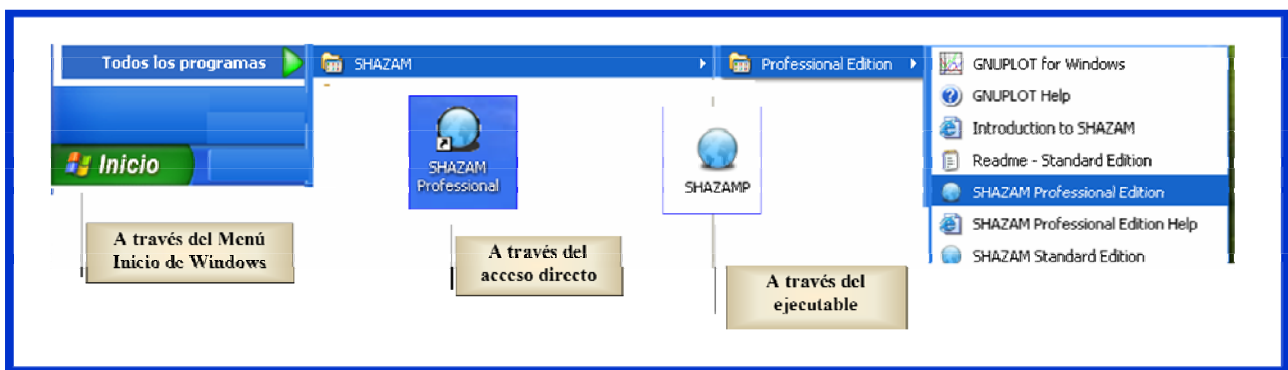 Todos los programas
SHAZAM
Professional Edition
GNUPLOT for Windows
GNUPLOT Help
Introduction to SHAZAM
Readme - Standard Edition
SHAZAM Professional Edition
SHAZAM Professional Edition Help
SHAZAM Standard Edition
Inicio
SHAZAM
Professional
SHAZAMP
A través del Menú
Inicio de Windows
A través del
acceso directo
A través del
ejecutable